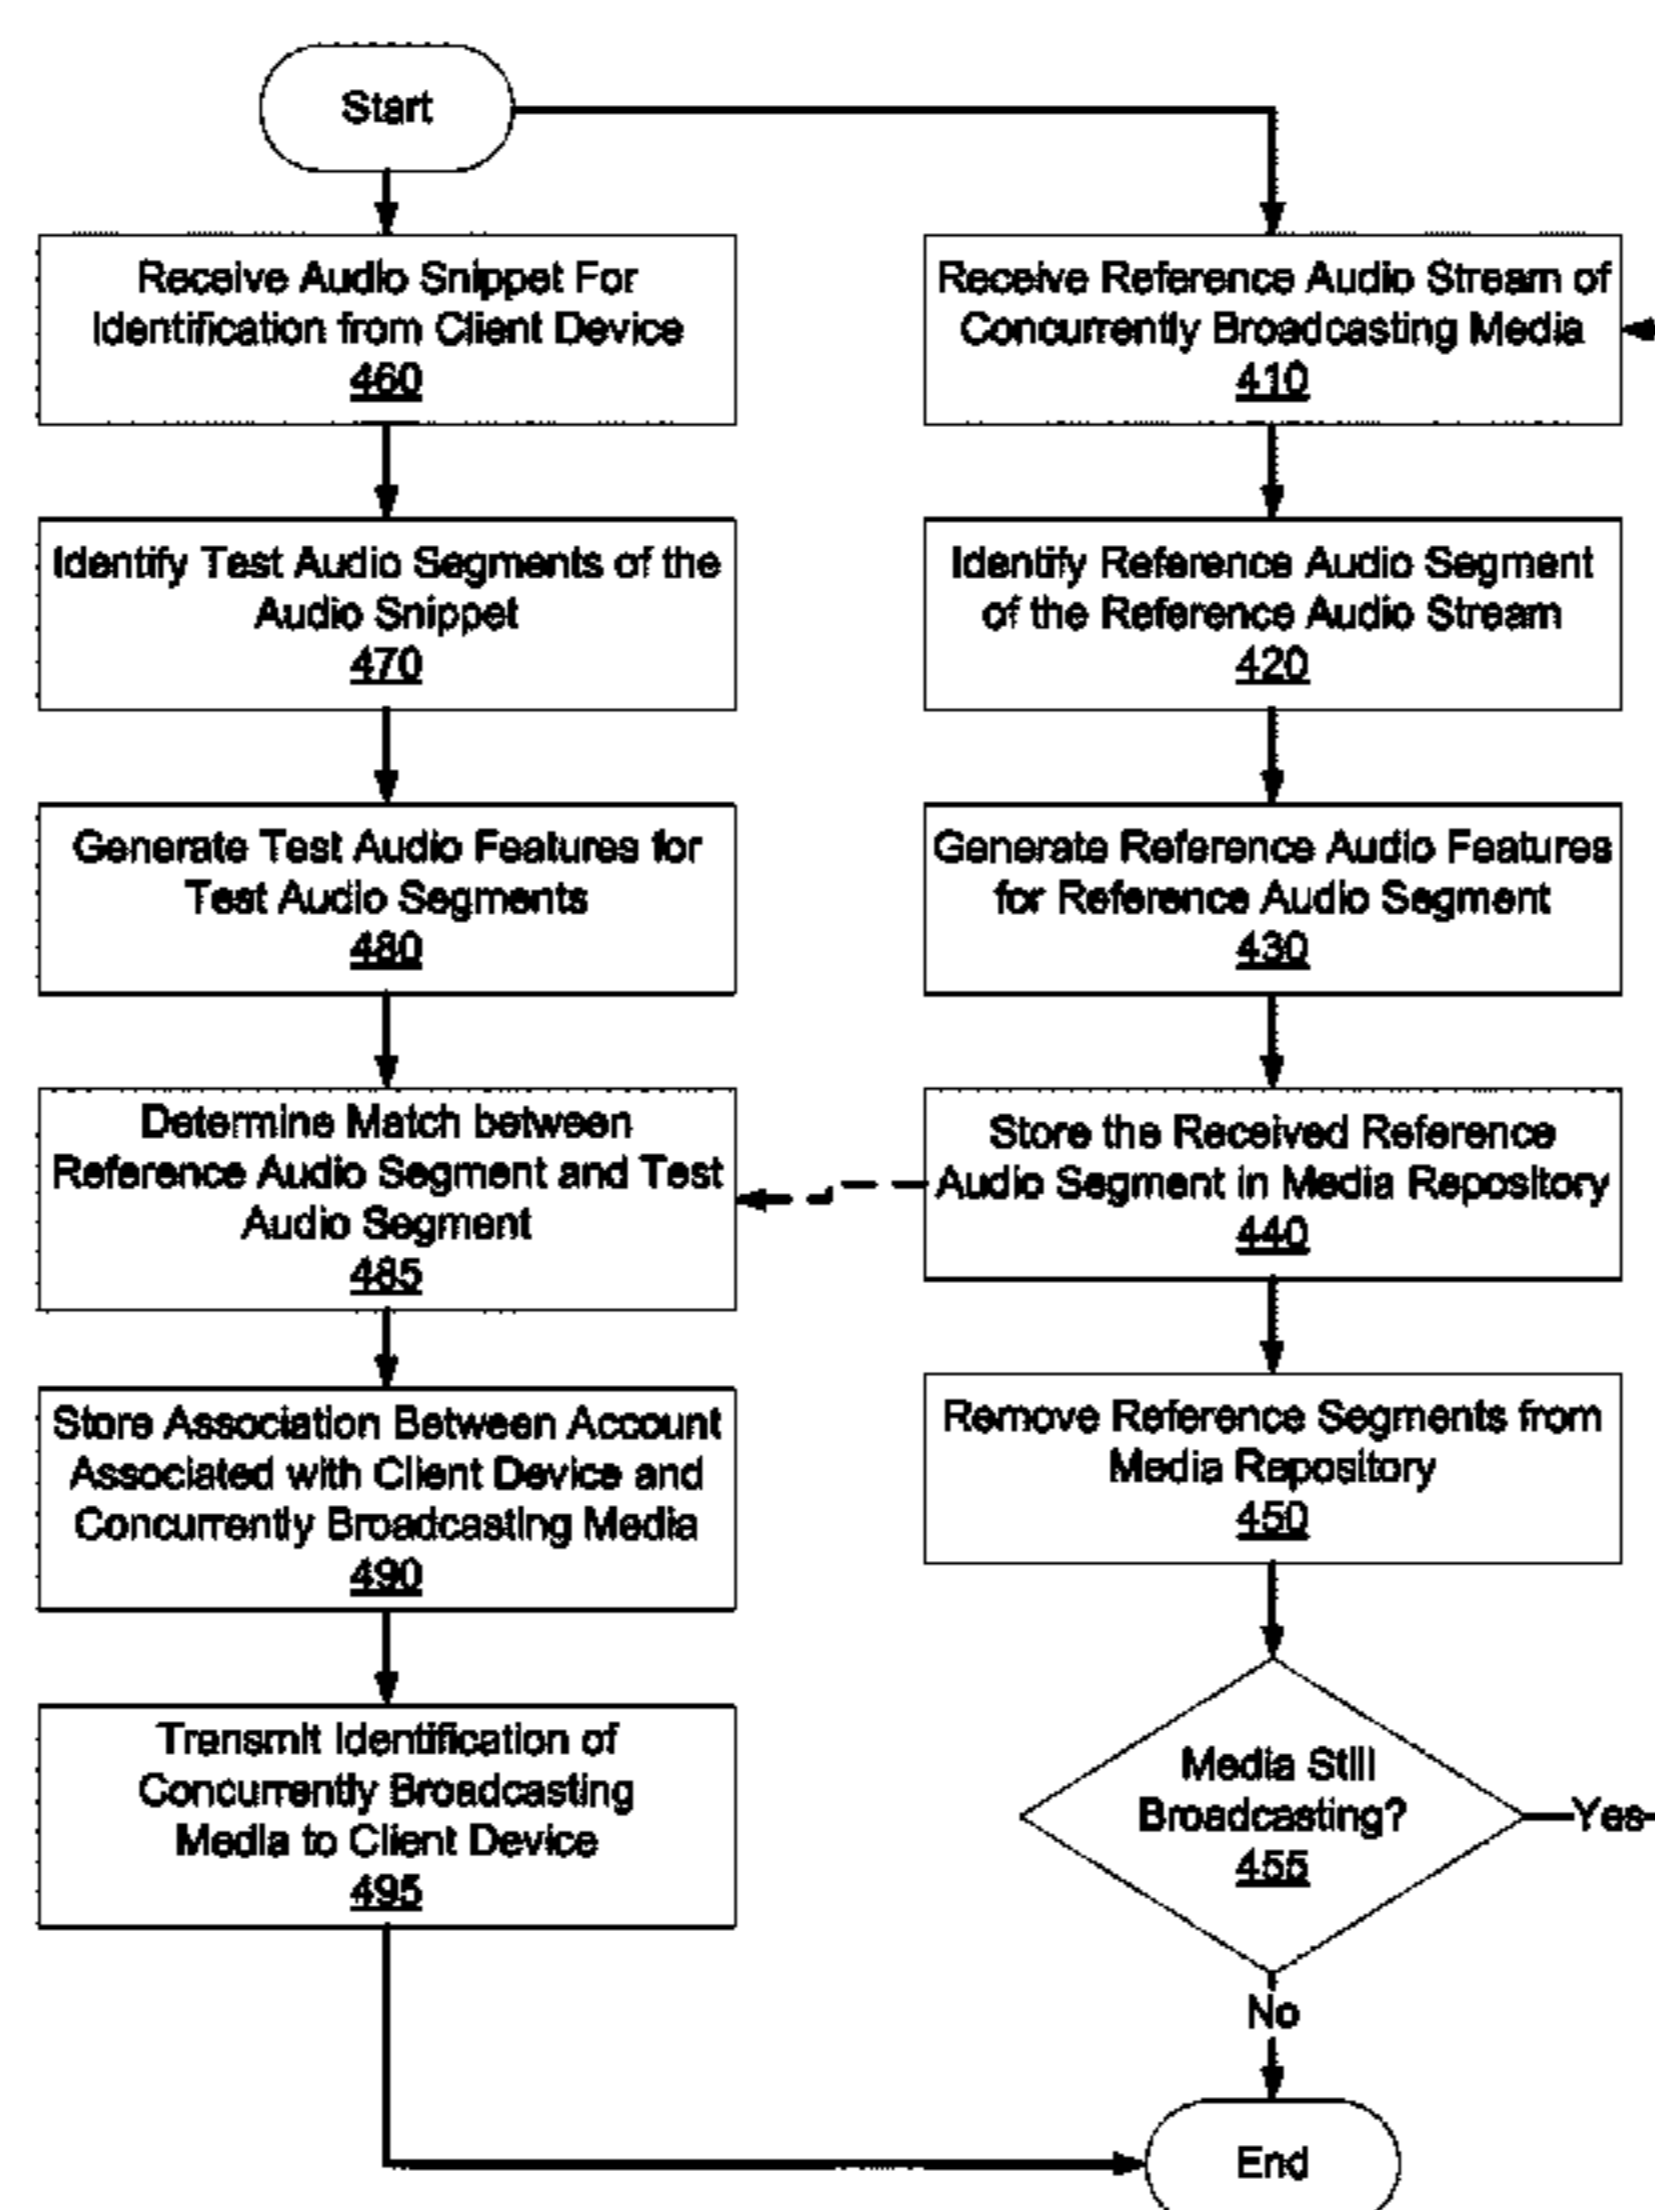 Start
Receive Audio Snippet For
Identification from Client Device
460
Identify Test Audio Segments of the
Audio Snippet
470
Generate Test Audio Features for
Test Audio Segments
480
Determine Match between
Reference Audio Segment and Test
Audio Segment
485
Store Association Between Account
Associated with Client Device and
Concurrently Broadcasting Media
490
Transmit Identification of
Concurrently Broadcasting
Media to Client Device
495
Receive Reference Audio Stream of
Concurrently Broadcasting Media
410
Identify Reference Audio Segment
of the Reference Audio Stream
420
Generate Reference Audio Features
for Reference Audio Segment
430
Store the Received Reference
Audio Segment in Media Repository
440
Remove Reference Segments from
Media Repository
450
Media Still
Broadcasting?
455
Yes
No
End